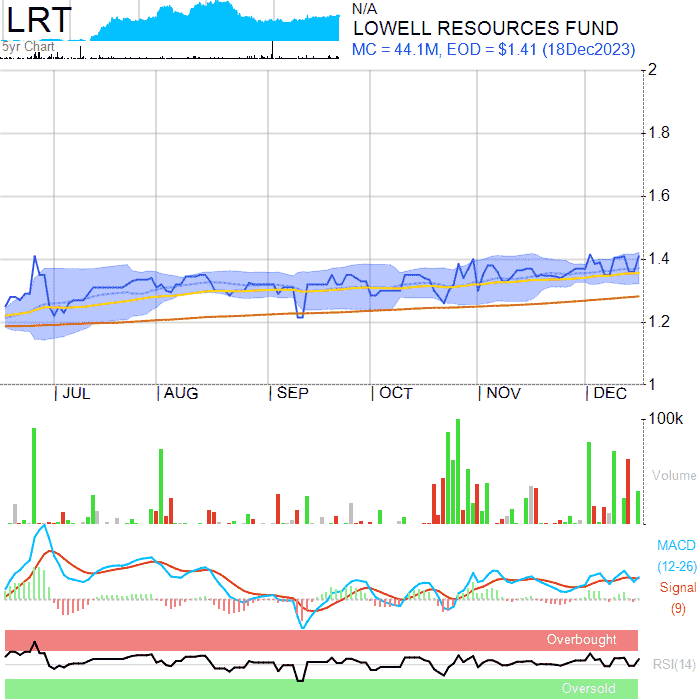 LRT
5yr Chart
N/A
LOWELL RESOURCES FUND
MC = 44.1M, EOD = $1.41 (18Dec2023)
2
1.8
1.6
1.4
1.2
1
JUL AUG SEP OCT NOV DEC
100k
Volume
MACD
(12-26)
Signal
(9)
Overbought
RSI(14)
Oversold